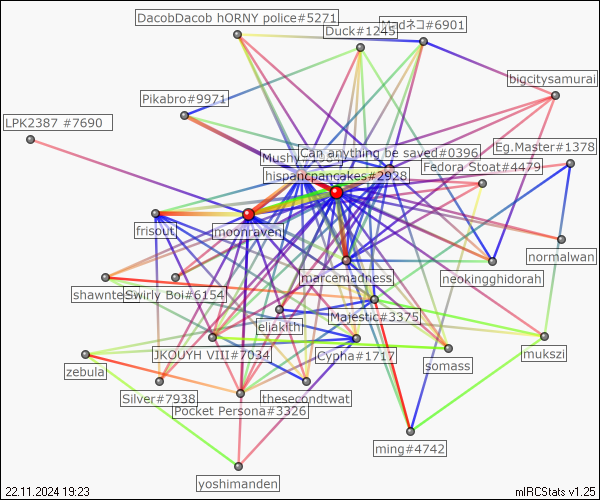 DacobDacob hORNY police#5271
Duck#1245
Madネコ#6901
bigcitysamurai
Pikabro#9971
LPK2387 #7690
Eg.Master#1378
Can anything be saved#0396
Fedora Stoat#4479
hispancpancakes#2928
frisout
moonraven
normalwan
marcemadness
neokingghidorah
Swirly Boi#6154
Majestic#3375
eliakith
JKOUYH VIII#7034
Cypha#1717
mukszi
somass
zebula
Silver#7938
thesecondtwat
Pocket Persona#3326
ming#4742
yoshimanden
22.11.2024 19:23
mIRCStats v1.25